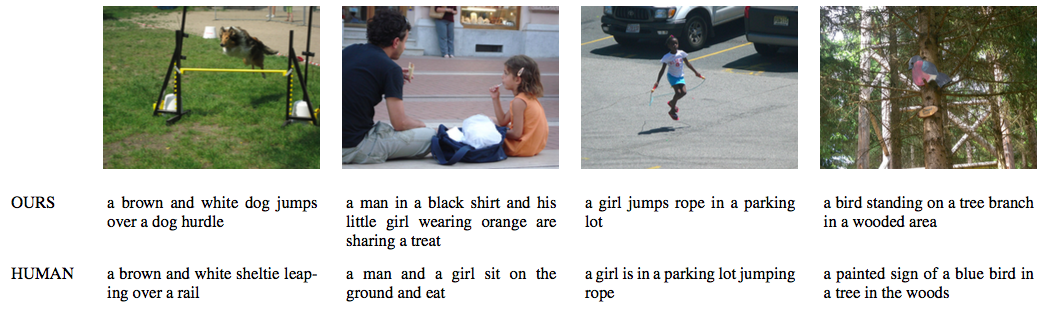 OURS
a brown and white dog jumps
over a dog hurdle
a man in a black shirt and his
little girl wearing orange are
sharing a treat
a girl jumps rope in a parking
lot
a bird standing on a tree branch
in a wooded area
HUMAN
a brown and white sheltie leap-
ing over a rail
a man and a girl sit on the
ground and eat
a girl is in a parking lot jumping
rope
a painted sign of a blue bird in
a tree in the woods